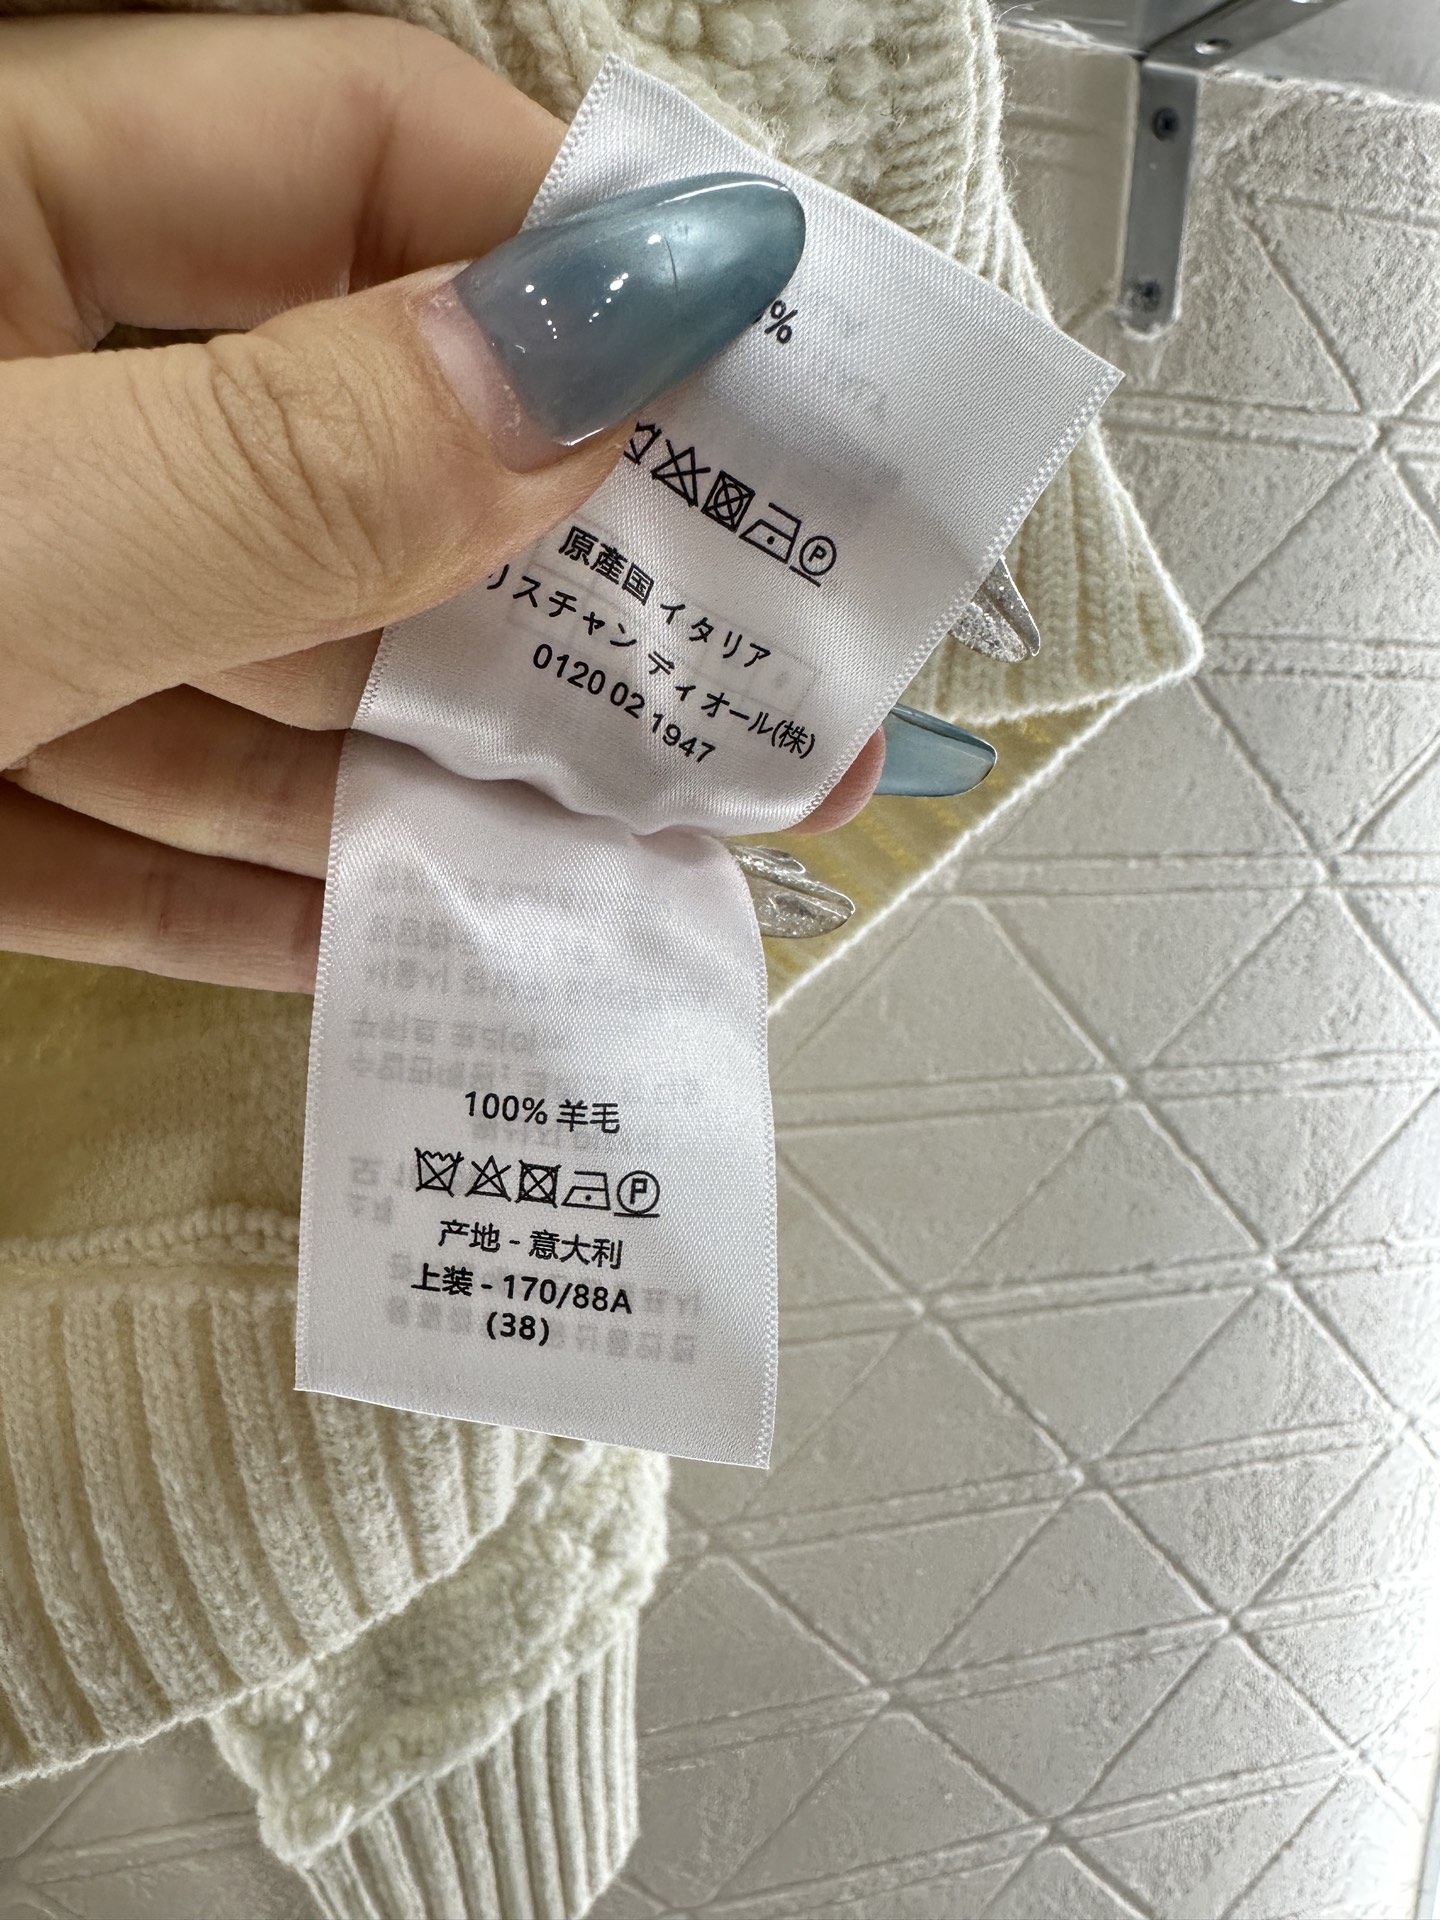 %
原産国 イタリア
リスチャン ディオール(株)
0120 02 1947
100% 羊毛
产地 - 意大利
上装 - 170/88A
(38)